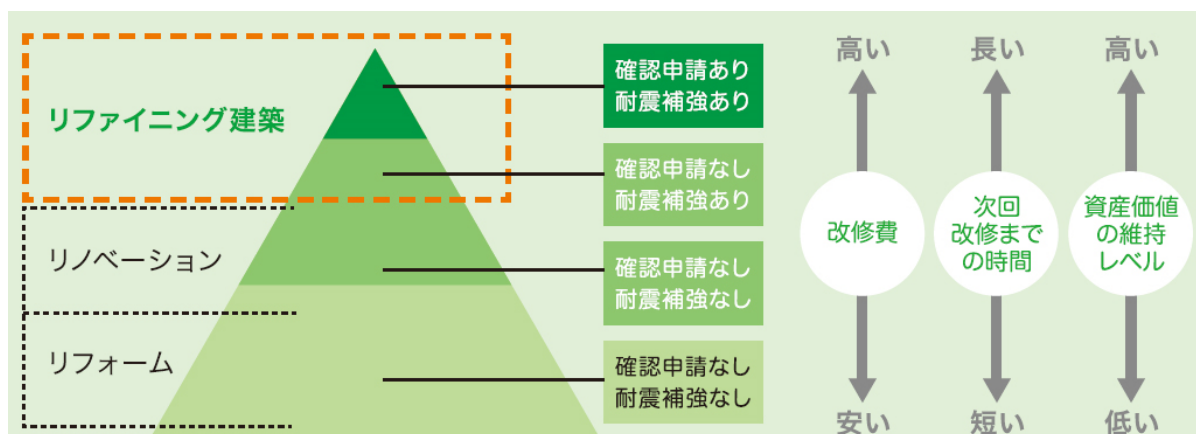 リファイニング建築
リノベーション
リフォーム
確認申請あり
耐震補強あり
確認申請なし
耐震補強あり
確認申請なし
耐震補強なし
確認申請なし
耐震補強なし
高い
改修費
安い
長い
次回
改修まで
の時間
短い
高い
資産価値
の維持
レベル
低い